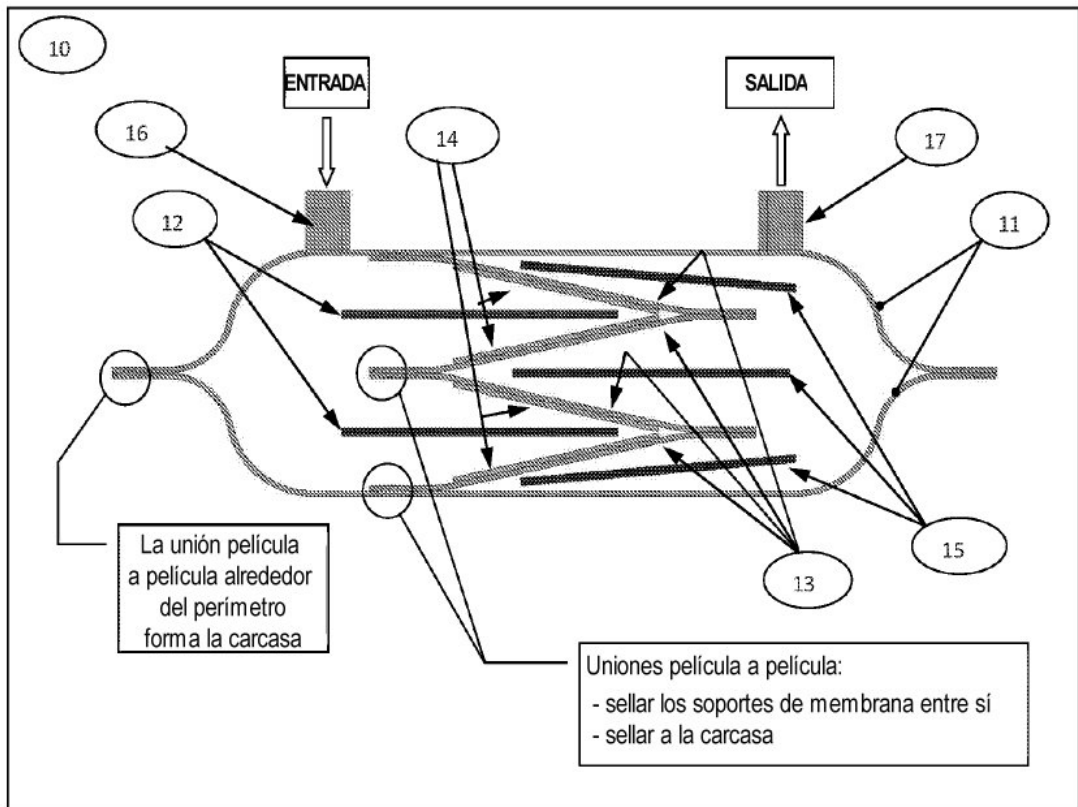 10
ENTRADA
SALIDA
16
14
17
12
11
15
13
La unión película
a película alrededor
del perímetro
forma la carcasa
Uniones película a película:
- sellar los soportes de membrana entre sí
- sellar a la carcasa